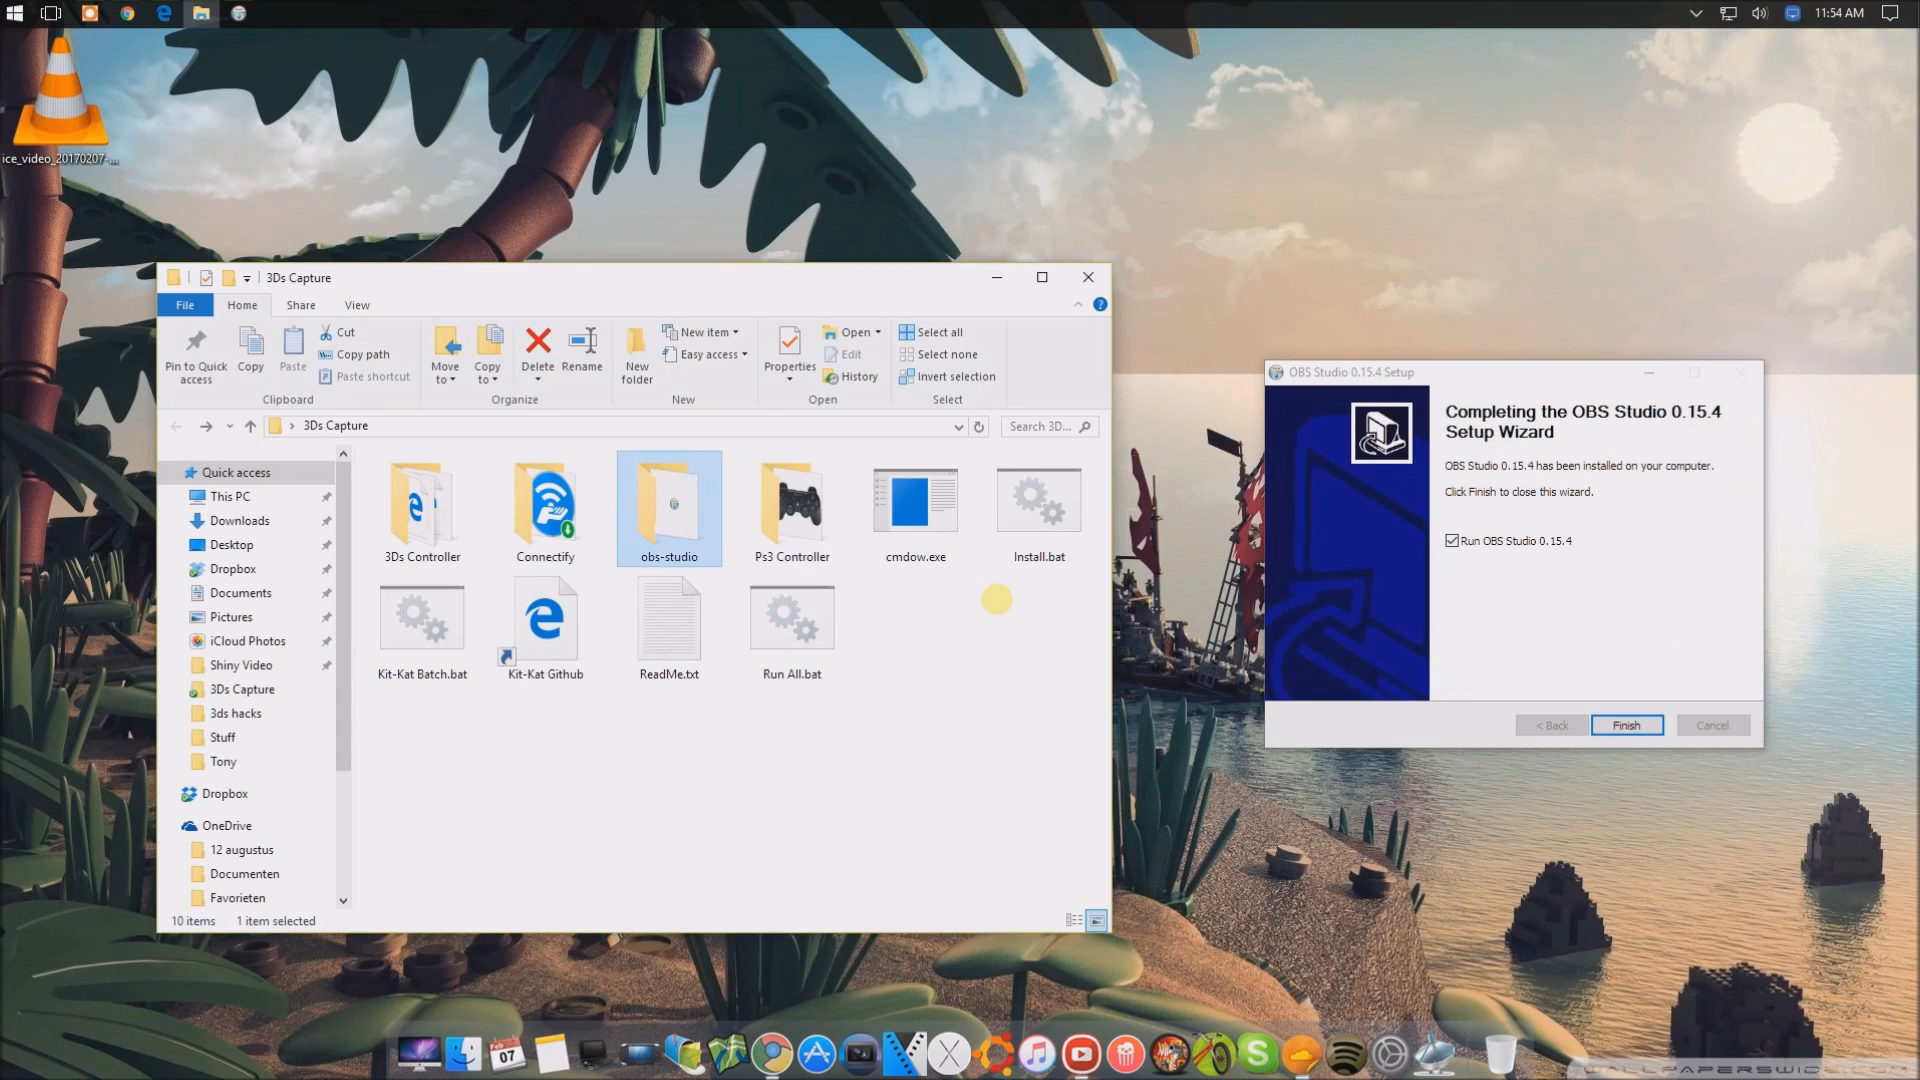 11:54 AM
ice_video_20170207-...
3Ds Capture
File
Home
Share
View
Pin to Quick
access
Copy
Paste
Cut
Copy path
Paste shortcut
Clipboard
Move
to
Copy
to
Delete
Rename
Organize
New
folder
New item
Easy access
New
Properties
Open
Edit
History
Open
Select all
Select none
Invert selection
Select
3Ds Capture
Search 3D...
Quick access
This PC
Downloads
Desktop
Dropbox
Documents
Pictures
iCloud Photos
Shiny Video
3Ds Capture
3ds hacks
Stuff
Tony
Dropbox
OneDrive
12 augustus
Documenten
Favorieten
3Ds Controller
Connectify
obs-studio
Ps3 Controller
cmdow.exe
Install.bat
Kit-Kat Batch.bat
Kit-Kat Github
ReadMe.txt
Run All.bat
10 items
1 item selected
OBS Studio 0.15.4 Setup
Completing the OBS Studio 0.15.4
Setup Wizard
OBS Studio 0.15.4 has been installed on your computer.
Click Finish to close this wizard.
Run OBS Studio 0.15.4
< Back
Finish
Cancel
Feb
07
WALLPAPERSWIDE.COM